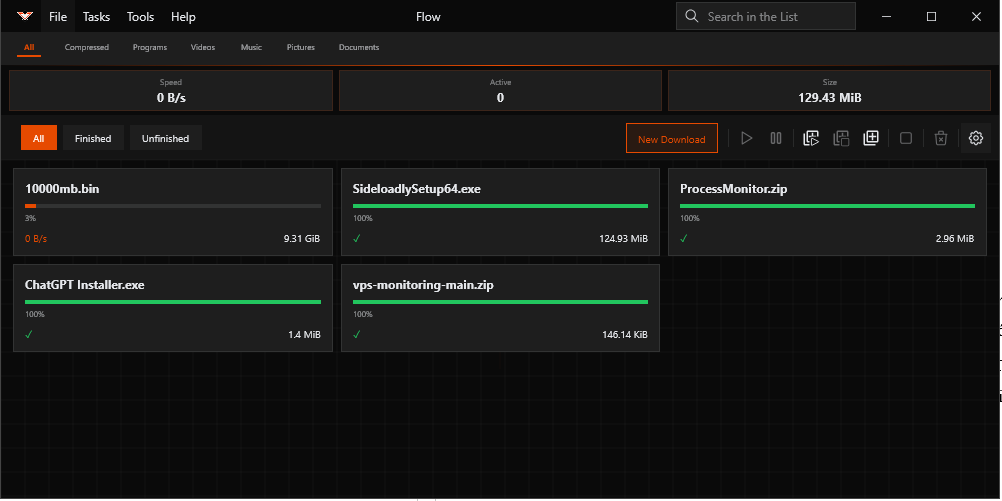 File Tasks Tools Help Flow Search in the List
All Compressed Programs Videos Music Pictures Documents
Speed Active Size
0 B/s 0 129.43 MiB
All Finished Unfinished New Download
10000mb.bin SideloadlySetup64.exe ProcessMonitor.zip
3% 100% 100%
0 B/s 9.31 GiB ✓ 124.93 MiB ✓ 2.96 MiB
ChatGPT Installer.exe vps-monitoring-main.zip
100% 100%
✓ 1.4 MiB ✓ 146.14 KiB